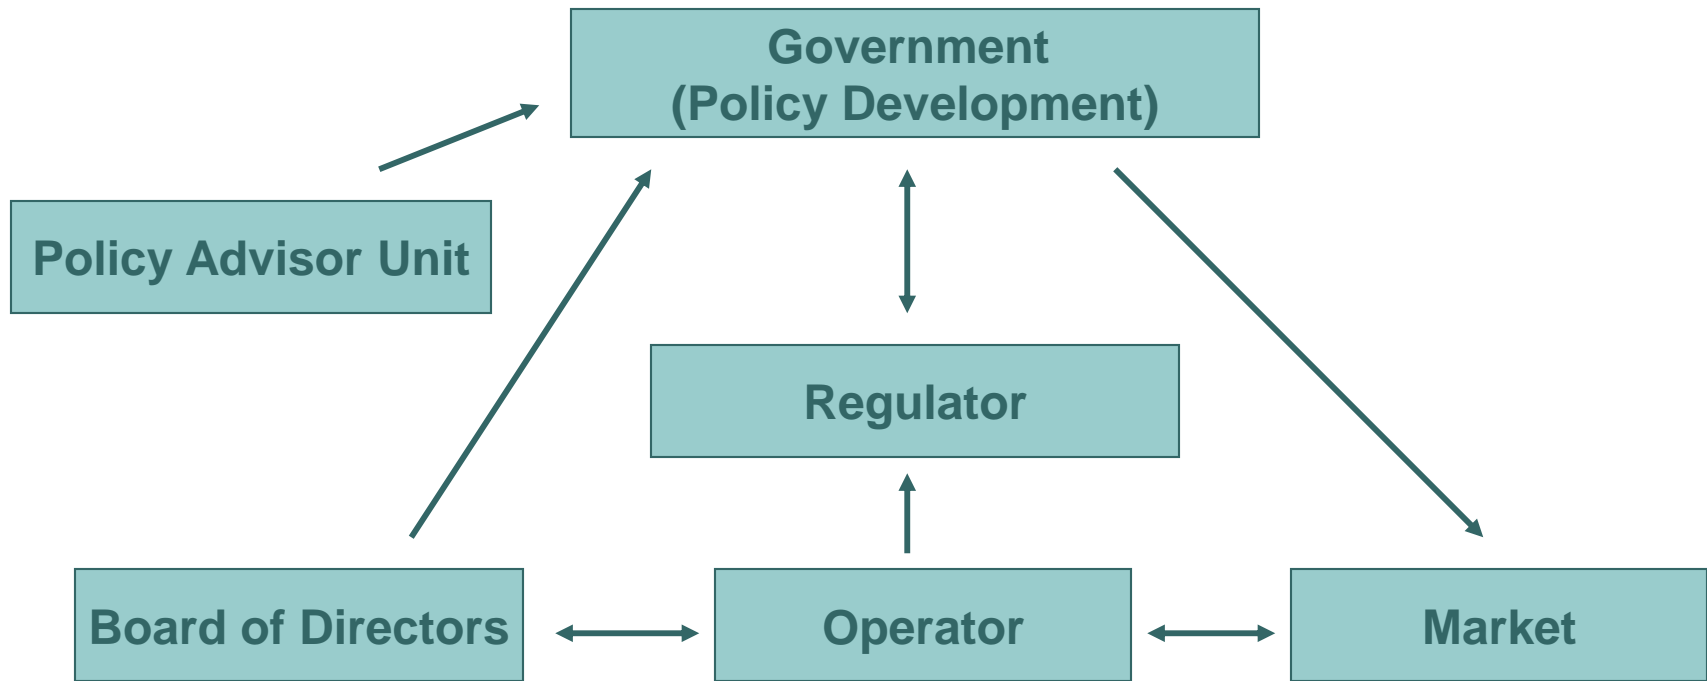 Government
(Policy Development)
Policy Advisor Unit
Regulator
Board of Directors
Operator
Market